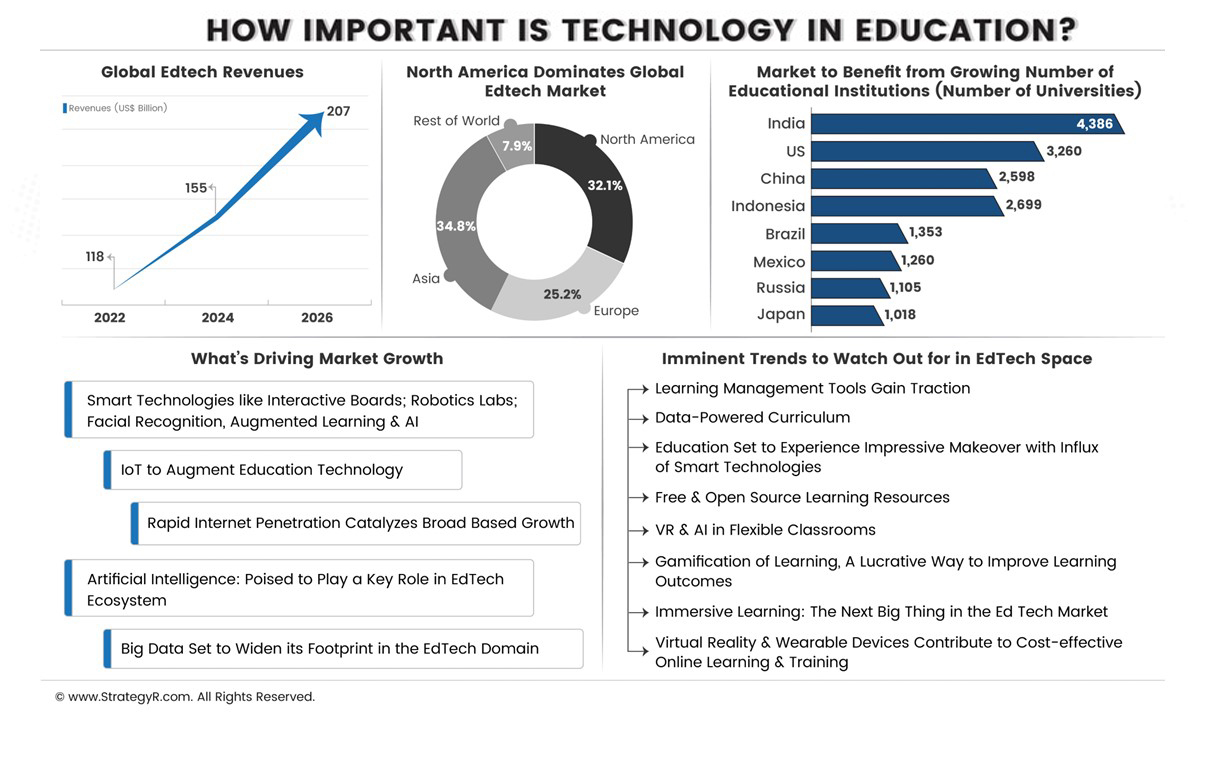 HOW IMPORTANT IS TECHNOLOGY IN EDUCATION?
Global Edtech Revenues
Revenues (US$ Billion)
207
155
118
2022
2024
2026
North America Dominates Global
Edtech Market
Rest of World
North America
7.9%
32.1%
34.8%
Asia
25.2%
Europe
Market to Benefit from Growing Number of
Educational Institutions (Number of Universities)
India 4,386
US 3,260
China 2,598
Indonesia 2,699
Brazil 1,353
Mexico 1,260
Russia 1,105
Japan 1,018
What's Driving Market Growth
Smart Technologies like Interactive Boards; Robotics Labs;
Facial Recognition, Augmented Learning & AI
IoT to Augment Education Technology
Rapid Internet Penetration Catalyzes Broad Based Growth
Artificial Intelligence: Poised to Play a Key Role in EdTech
Ecosystem
Big Data Set to Widen its Footprint in the EdTech Domain
Imminent Trends to Watch Out for in EdTech Space
Learning Management Tools Gain Traction
Data-Powered Curriculum
Education Set to Experience Impressive Makeover with Influx
of Smart Technologies
Free & Open Source Learning Resources
VR & AI in Flexible Classrooms
Gamification of Learning, A Lucrative Way to Improve Learning
Outcomes
Immersive Learning: The Next Big Thing in the Ed Tech Market
Virtual Reality & Wearable Devices Contribute to Cost-effective
Online Learning & Training
© www.StrategyR.com. All Rights Reserved.